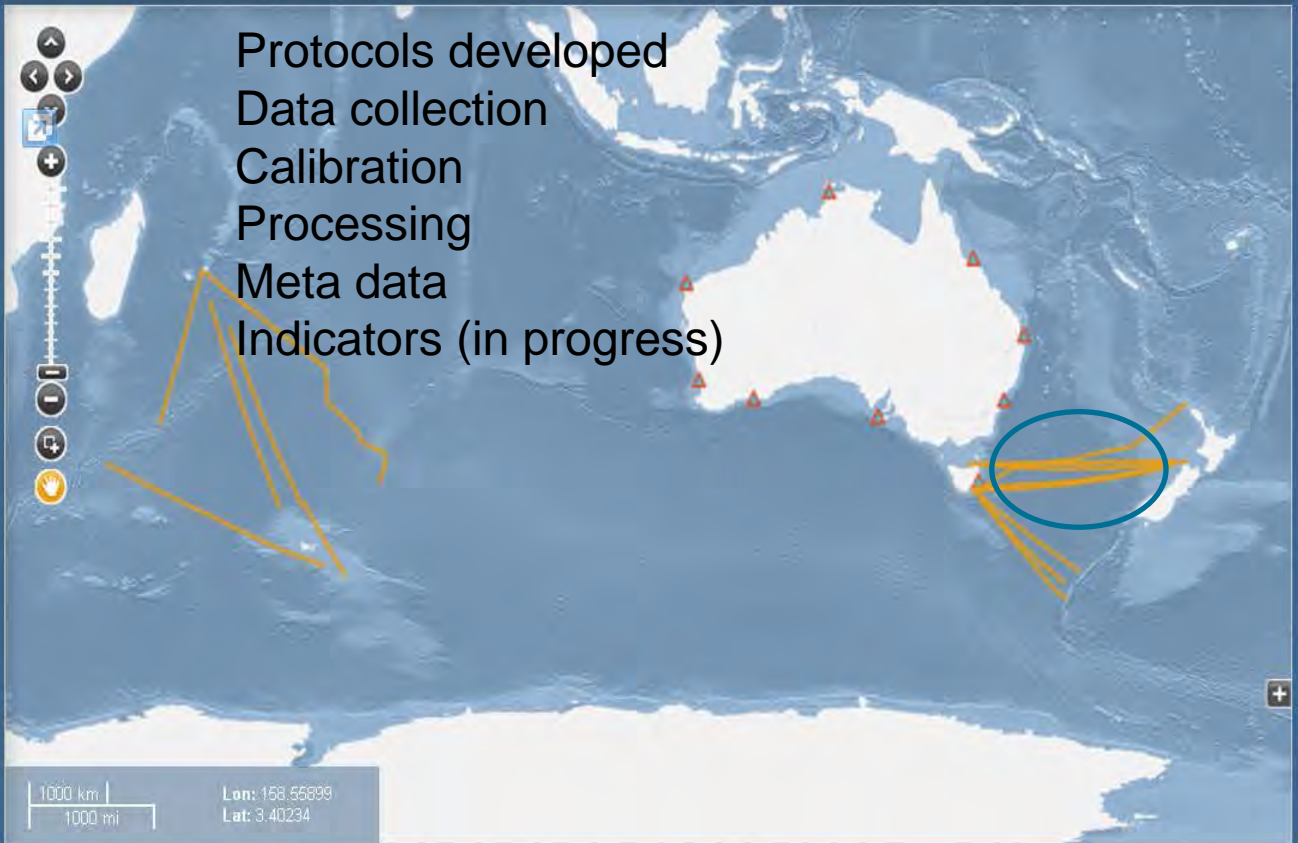 Protocols developed
Data collection
Calibration
Processing
Meta data
Indicators (in progress)
1000 km
1000 mi
Lon: 158.55899
Lat: 3.40234